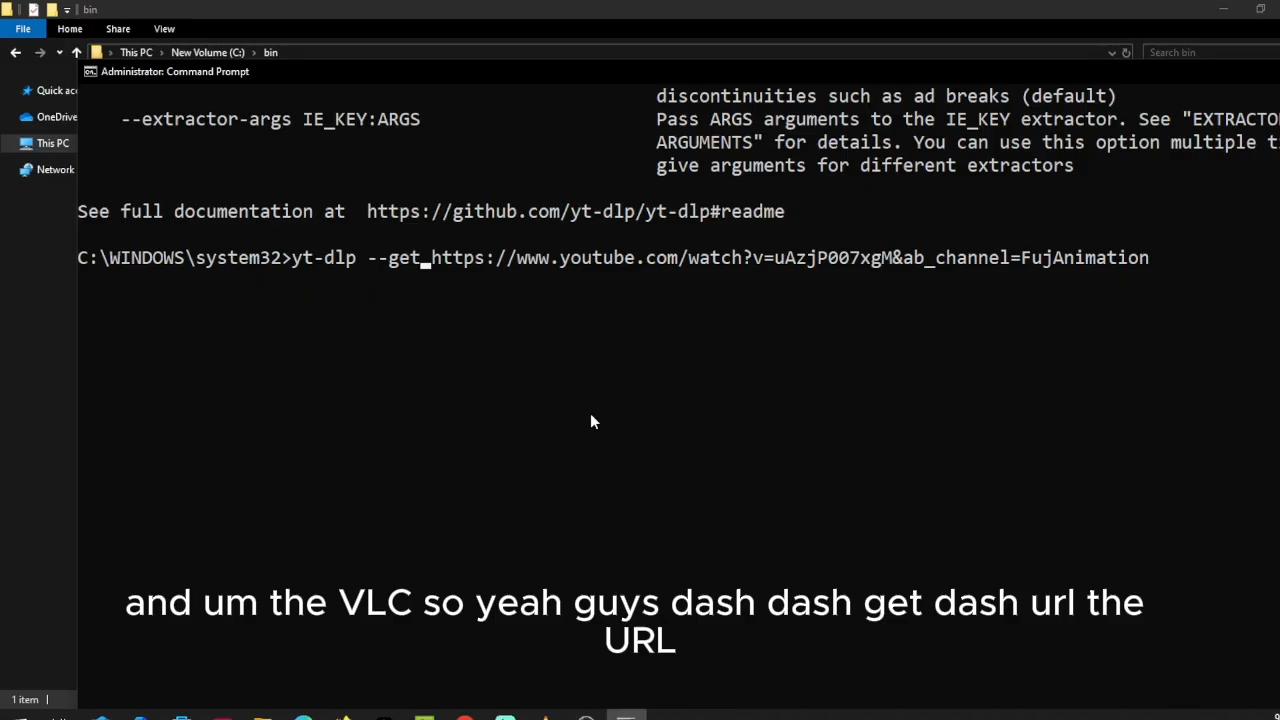 bin
File Home Share View
This PC New Volume (C:) bin
Search bin
Administrator: Command Prompt
Quick acc
OneDrive
This PC
Network
discontinuities such as ad breaks (default)
--extractor-args IE_KEY:ARGS Pass ARGS arguments to the IE_KEY extractor. See "EXTRACTO
ARGUMENTS" for details. You can use this option multiple ti
give arguments for different extractors
See full documentation at https://github.com/yt-dlp/yt-dlp#readme
C:\WINDOWS\system32>yt-dlp --get_https://www.youtube.com/watch?v=uAzjP007xgM&ab_channel=FujAnimation
and um the VLC so yeah guys dash dash get dash url the
URL
1 item